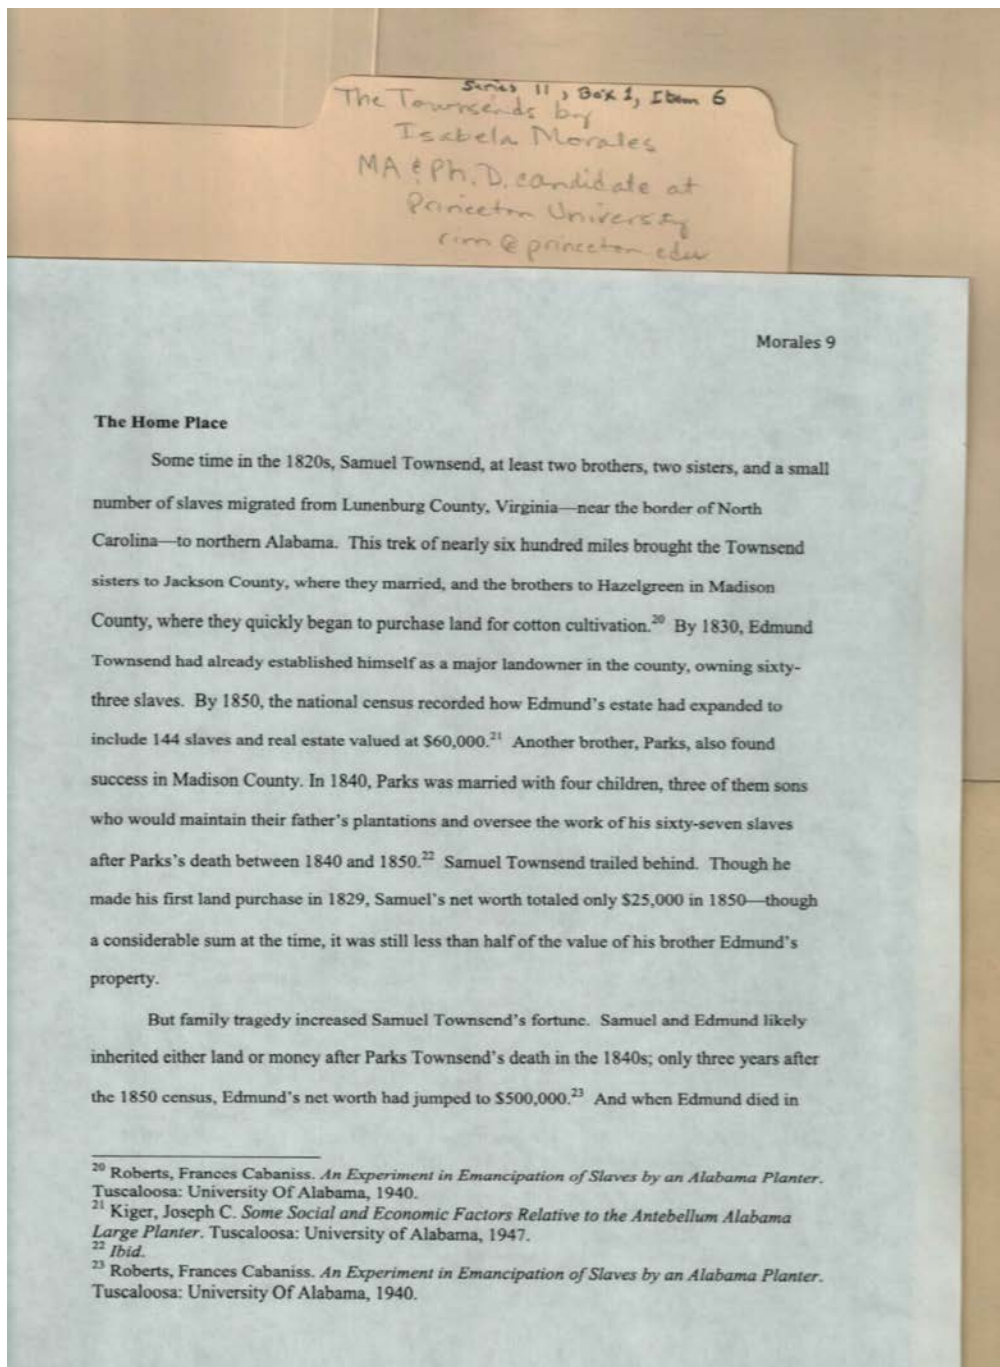 Series 11, Box 1, Item 6
The Townsends by
Isabela Morales
MA & Ph.D. candidate at
Princeton University
rim@princeton edu
Morales 9
The Home Place
Some time in the 1820s, Samuel Townsend, at least two brothers, two sisters, and a small
number of slaves migrated from Lunenburg County, Virginia—near the border of North
Carolina—to northern Alabama. This trek of nearly six hundred miles brought the Townsend
sisters to Jackson County, where they married, and the brothers to Hazelgreen in Madison
County, where they quickly began to purchase land for cotton cultivation.²⁰ By 1830, Edmund
Townsend had already established himself as a major landowner in the county, owning sixty-
three slaves. By 1850, the national census recorded how Edmund's estate had expanded to
include 144 slaves and real estate valued at $60,000.²¹ Another brother, Parks, also found
success in Madison County. In 1840, Parks was married with four children, three of them sons
who would maintain their father's plantations and oversee the work of his sixty-seven slaves
after Parks's death between 1840 and 1850.²² Samuel Townsend trailed behind. Though he
made his first land purchase in 1829, Samuel's net worth totaled only $25,000 in 1850—though
a considerable sum at the time, it was still less than half of the value of his brother Edmund's
property.
But family tragedy increased Samuel Townsend's fortune. Samuel and Edmund likely
inherited either land or money after Parks Townsend's death in the 1840s; only three years after
the 1850 census, Edmund's net worth had jumped to $500,000.²³ And when Edmund died in
²⁰ Roberts, Frances Cabaniss. An Experiment in Emancipation of Slaves by an Alabama Planter.
Tuscaloosa: University Of Alabama, 1940.
²¹ Kiger, Joseph C. Some Social and Economic Factors Relative to the Antebellum Alabama
Large Planter. Tuscaloosa: University of Alabama, 1947.
²² Ibid.
²³ Roberts, Frances Cabaniss. An Experiment in Emancipation of Slaves by an Alabama Planter.
Tuscaloosa: University Of Alabama, 1940.